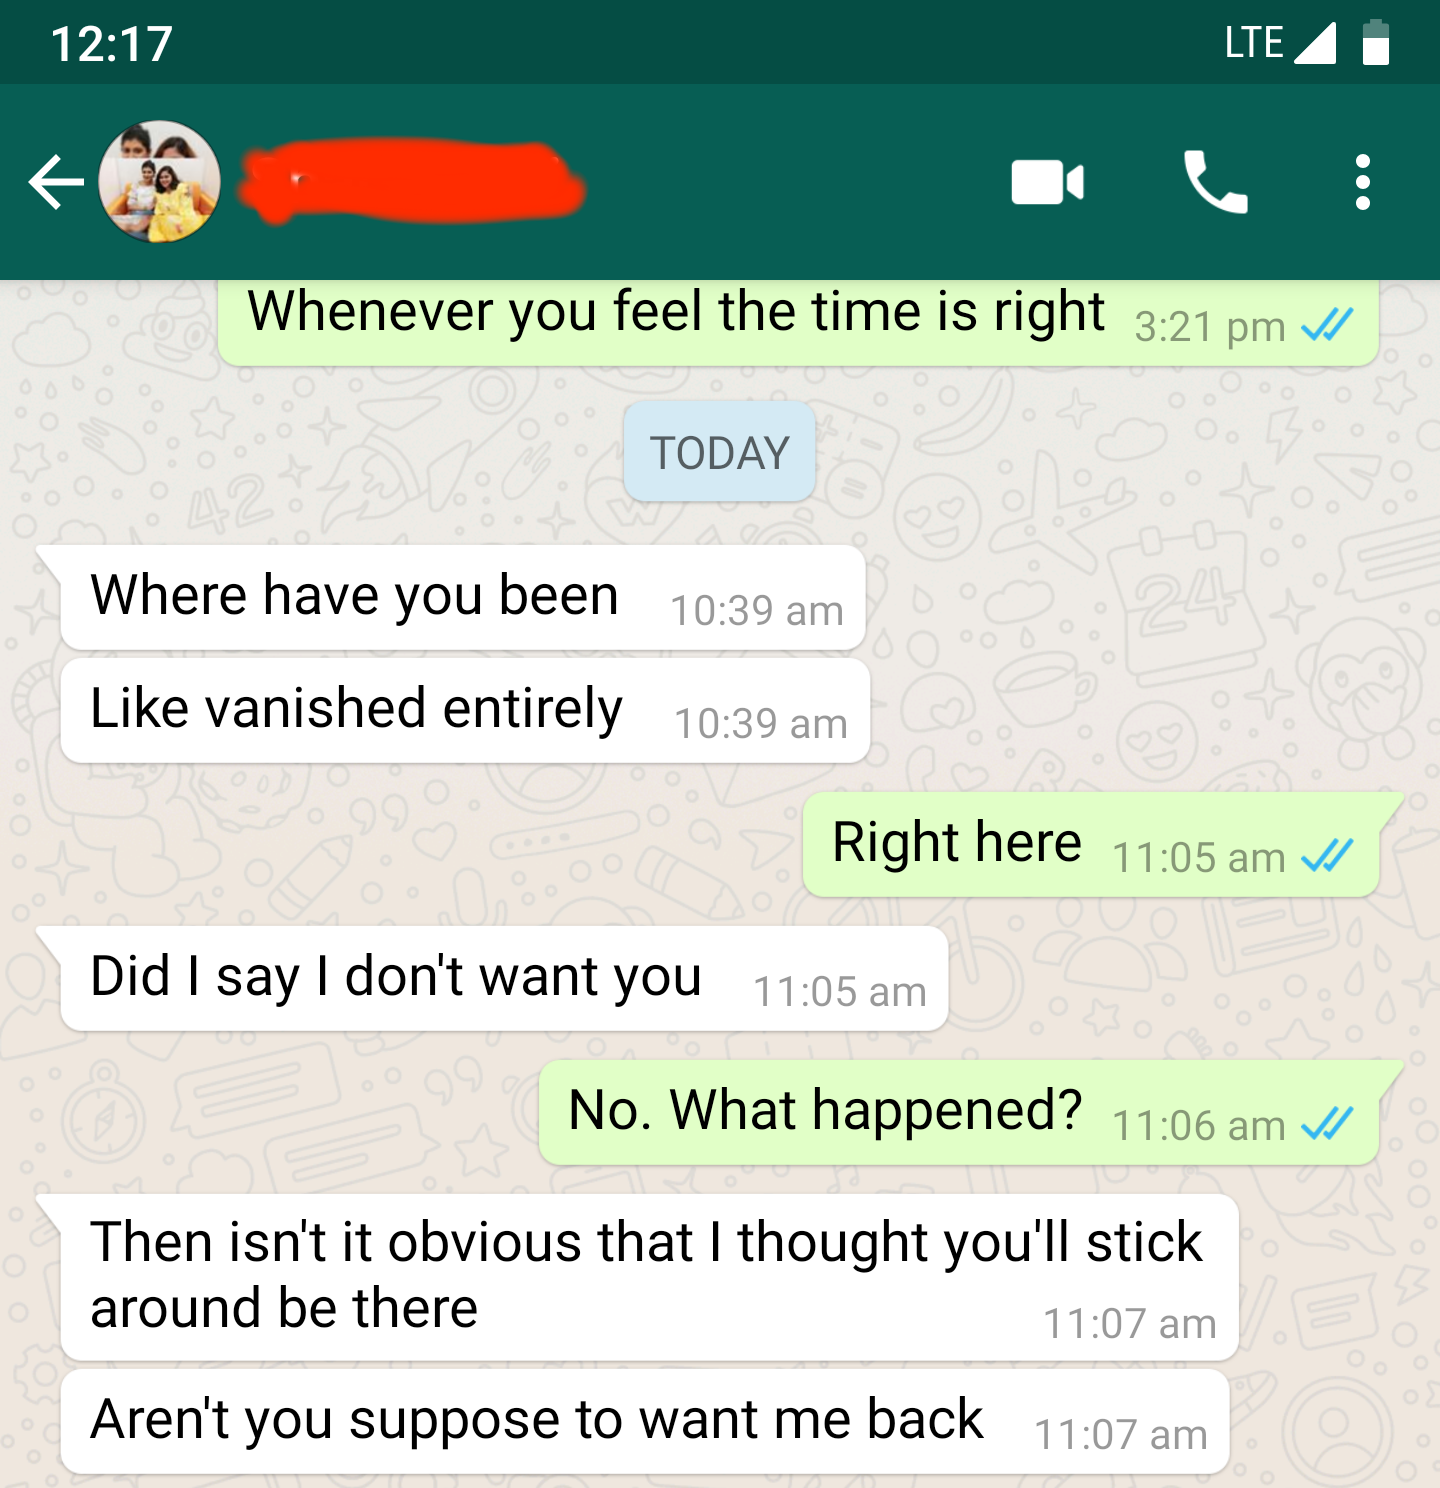 12:17 LTE
Whenever you feel the time is right 3:21 pm
TODAY
Where have you been 10:39 am
Like vanished entirely 10:39 am
Right here 11:05 am
Did I say I don't want you 11:05 am
No. What happened? 11:06 am
Then isn't it obvious that I thought you'll stick
around be there 11:07 am
Aren't you suppose to want me back 11:07 am